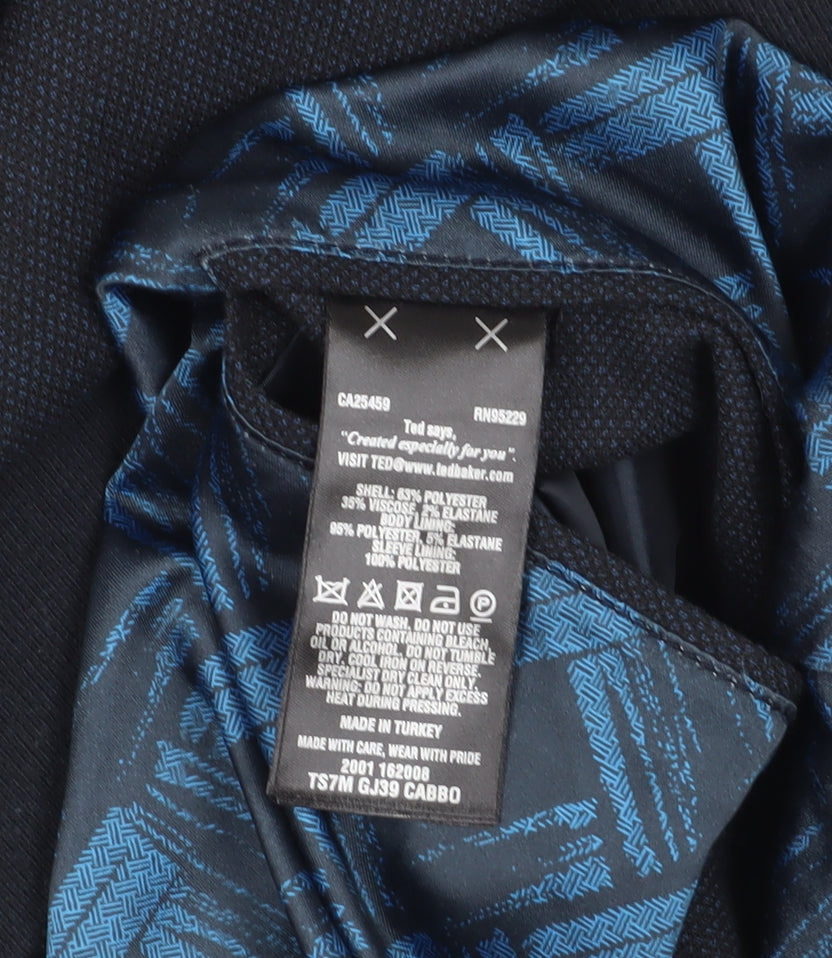 CA25459 RN95229
Ted says,
"Created especially for you".
VISIT TED@www.tedbaker.com
SHELL: 63% POLYESTER
35% VISCOSE, 2% ELASTANE
BODY LINING:
95% POLYESTER, 5% ELASTANE
SLEEVE LINING:
100% POLYESTER
P
DO NOT WASH, DO NOT USE
PRODUCTS CONTAINING BLEACH,
OIL OR ALCOHOL, DO NOT TUMBLE
DRY, COOL IRON ON REVERSE.
SPECIALIST DRY CLEAN ONLY.
WARNING: DO NOT APPLY EXCESS
HEAT DURING PRESSING.
MADE IN TURKEY
MADE WITH CARE, WEAR WITH PRIDE
2001 162008
TS7M GJ39 CABBO